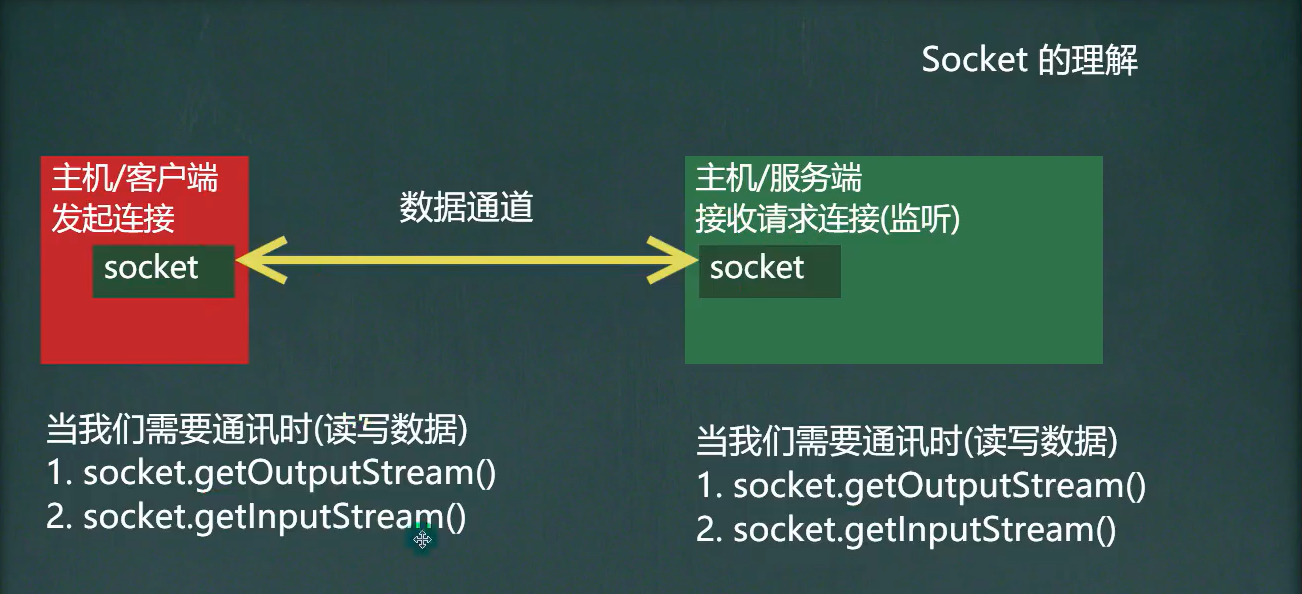 Socket 的理解
主机/客户端
发起连接
socket
数据通道
主机/服务端
接收请求连接(监听)
socket
当我们需要通讯时(读写数据)
1. socket.getOutputStream()
2. socket.getInputStream()
当我们需要通讯时(读写数据)
1. socket.getOutputStream()
2. socket.getInputStream()